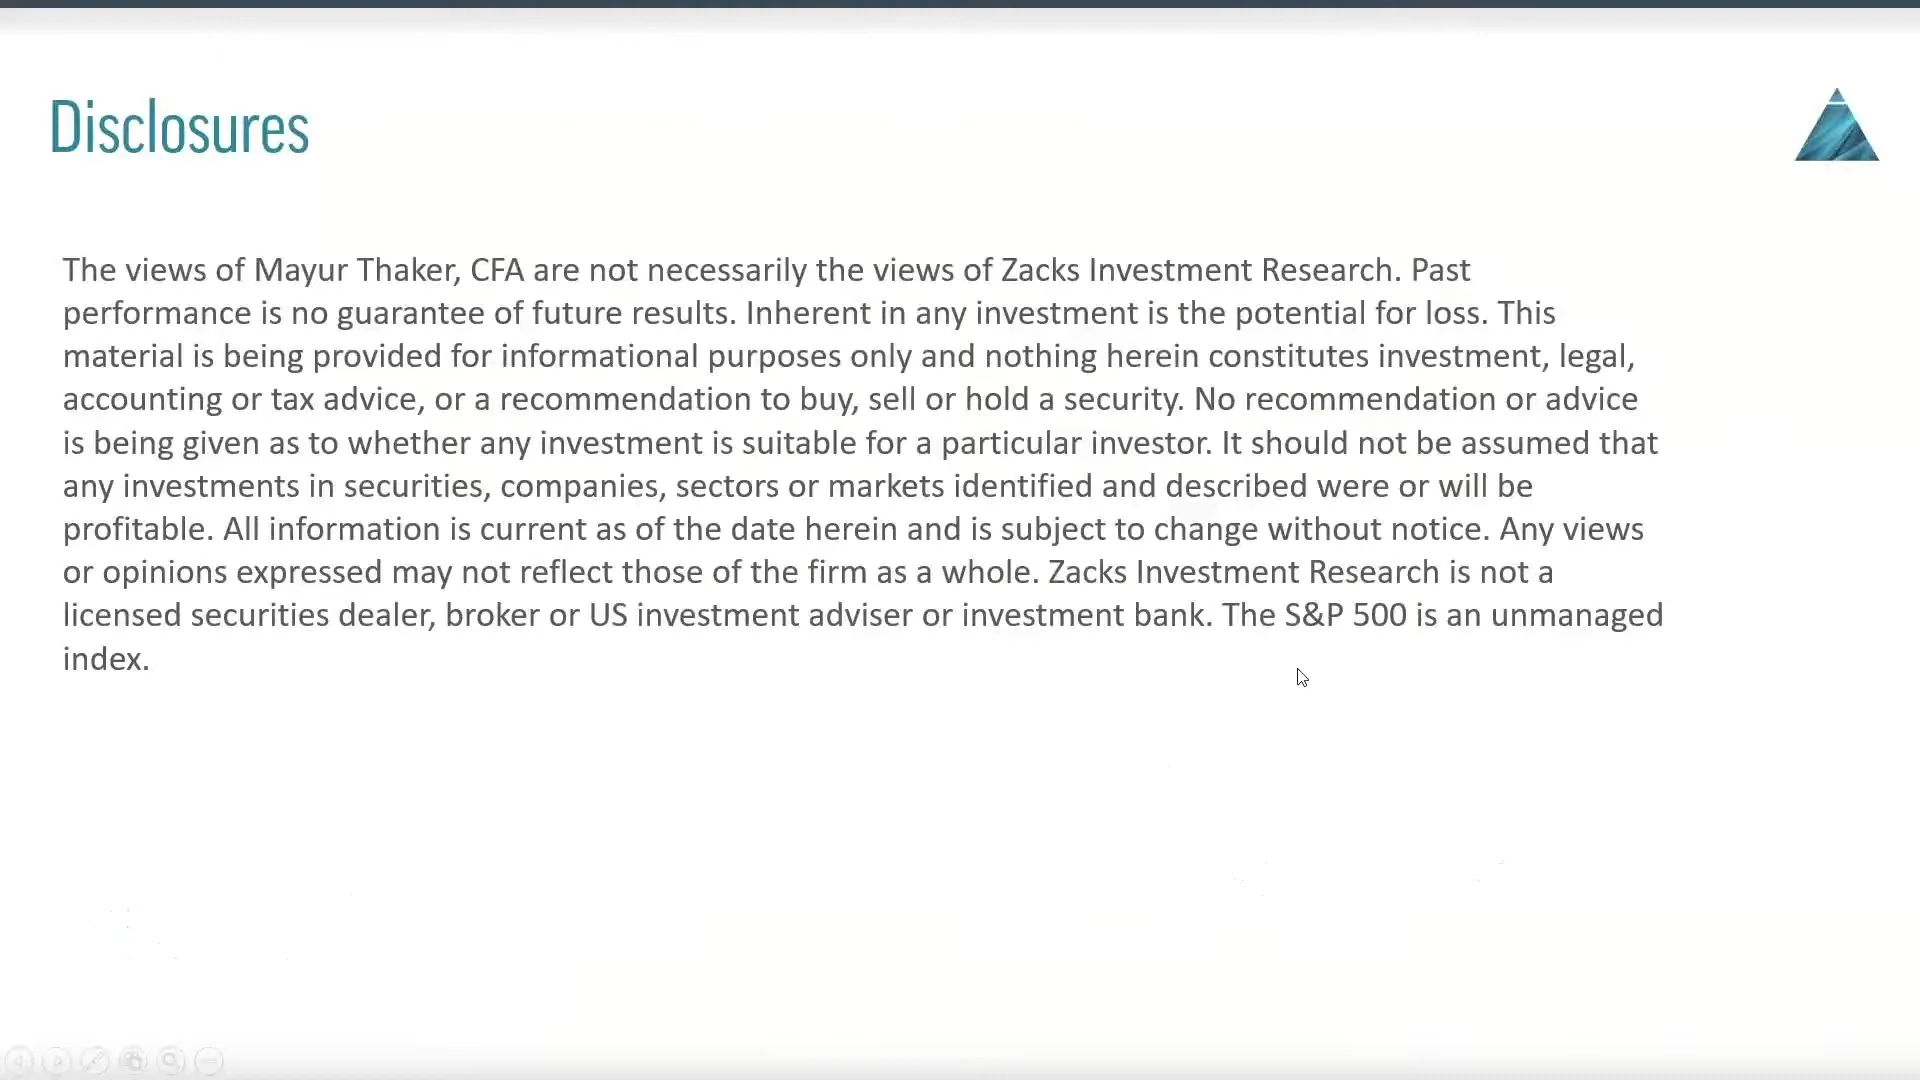 Disclosures
The views of Mayur Thaker, CFA are not necessarily the views of Zacks Investment Research. Past
performance is no guarantee of future results. Inherent in any investment is the potential for loss. This
material is being provided for informational purposes only and nothing herein constitutes investment, legal,
accounting or tax advice, or a recommendation to buy, sell or hold a security. No recommendation or advice
is being given as to whether any investment is suitable for a particular investor. It should not be assumed that
any investments in securities, companies, sectors or markets identified and described were or will be
profitable. All information is current as of the date herein and is subject to change without notice. Any views
or opinions expressed may not reflect those of the firm as a whole. Zacks Investment Research is not a
licensed securities dealer, broker or US investment adviser or investment bank. The S&P 500 is an unmanaged
index.